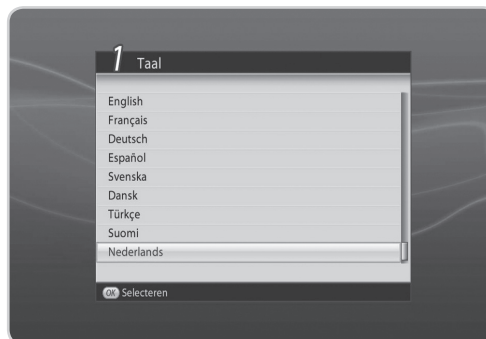 1 Taal
English
Français
Deutsch
Español
Svenska
Dansk
Türkçe
Suomi
Nederlands
OK Selecteren